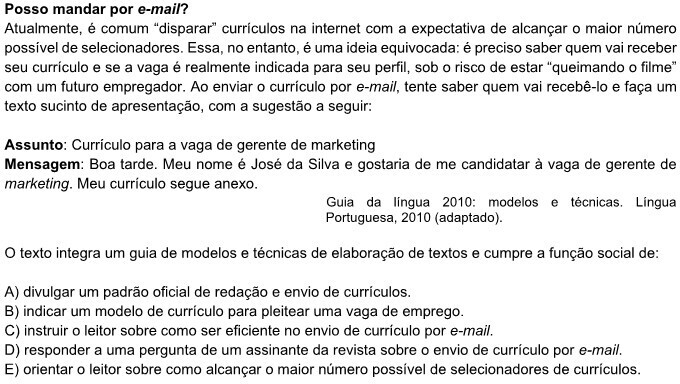 Posso mandar por e-mail?
Atualmente, é comum “disparar” currículos na internet com a expectativa de alcançar o maior número
possível de selecionadores. Essa, no entanto, é uma ideia equivocada: é preciso saber quem vai receber
seu currículo e se a vaga é realmente indicada para seu perfil, sob o risco de estar “queimando o filme”
com um futuro empregador. Ao enviar o currículo por e-mail, tente saber quem vai recebê-lo e faça um
texto sucinto de apresentação, com a sugestão a seguir:
Assunto: Currículo para a vaga de gerente de marketing
Mensagem: Boa tarde. Meu nome é José da Silva e gostaria de me candidatar à vaga de gerente de
marketing. Meu currículo segue anexo.
Guia da língua 2010: modelos e técnicas. Língua
Portuguesa, 2010 (adaptado).
O texto integra um guia de modelos e técnicas de elaboração de textos e cumpre a função social de:
A) divulgar um padrão oficial de redação e envio de currículos.
B) indicar um modelo de currículo para pleitear uma vaga de emprego.
C) instruir o leitor sobre como ser eficiente no envio de currículo por e-mail.
D) responder a uma pergunta de um assinante da revista sobre o envio de currículo por e-mail.
E) orientar o leitor sobre como alcançar o maior número possível de selecionadores de currículos.